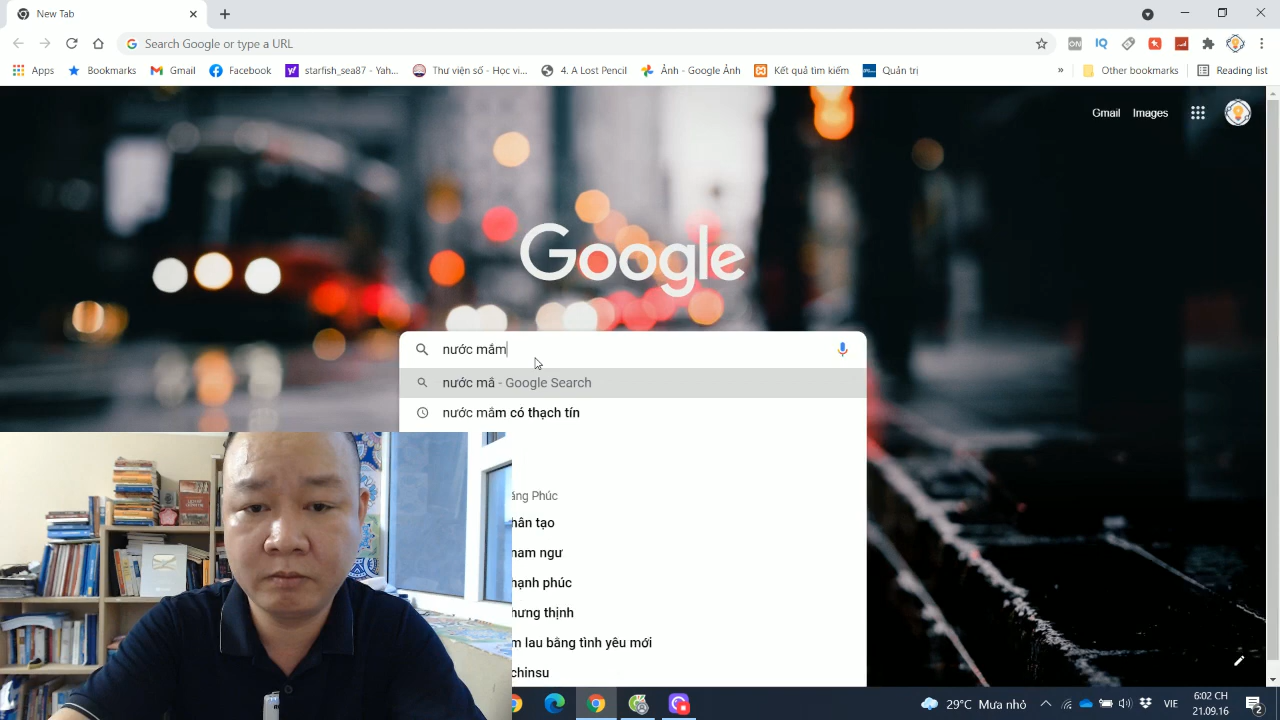 New Tab
Search Google or type a URL
ON
IQ
Apps
Bookmarks
Gmail
Facebook
starfish_sea87 - Yah...
Thư viện số - Học vi...
4. A Lost Pencil
Ảnh - Google Ảnh
Kết quả tìm kiếm
Quản trị
»
Other bookmarks
Reading list
Gmail
Images
Google
nước mắm
nước mắ - Google Search
nước mắm có thạch tín
ăng Phúc
hân tạo
nam ngư
hạnh phúc
hưng thịnh
m lau bằng tình yêu mới
chinsu
29°C Mưa nhỏ
VIE
6:02 CH
21.09.16
2